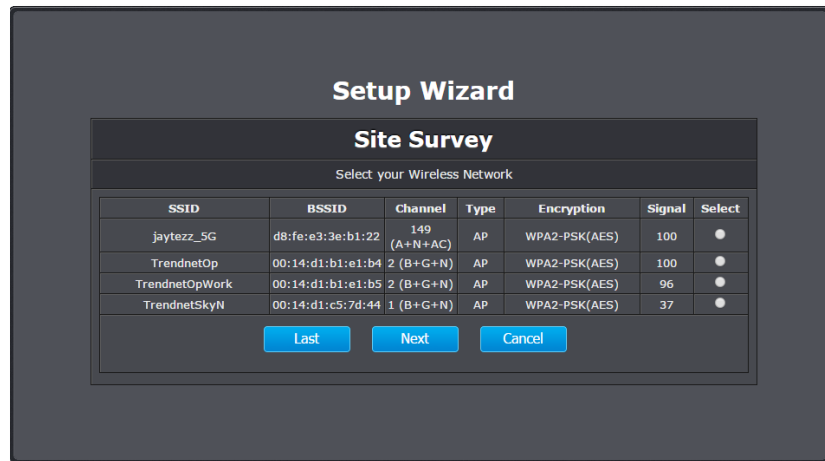 Setup Wizard
Site Survey
Select your Wireless Network
SSID BSSID Channel Type Encryption Signal Select
jaytezz_5G d8:fe:e3:3e:b1:22 149 (A+N+AC) AP WPA2-PSK(AES) 100
TrendnetOp 00:14:d1:b1:e1:b4 2 (B+G+N) AP WPA2-PSK(AES) 100
TrendnetOpWork 00:14:d1:b1:e1:b5 2 (B+G+N) AP WPA2-PSK(AES) 96
TrendnetSkyN 00:14:d1:c5:7d:44 1 (B+G+N) AP WPA2-PSK(AES) 37
Last Next Cancel